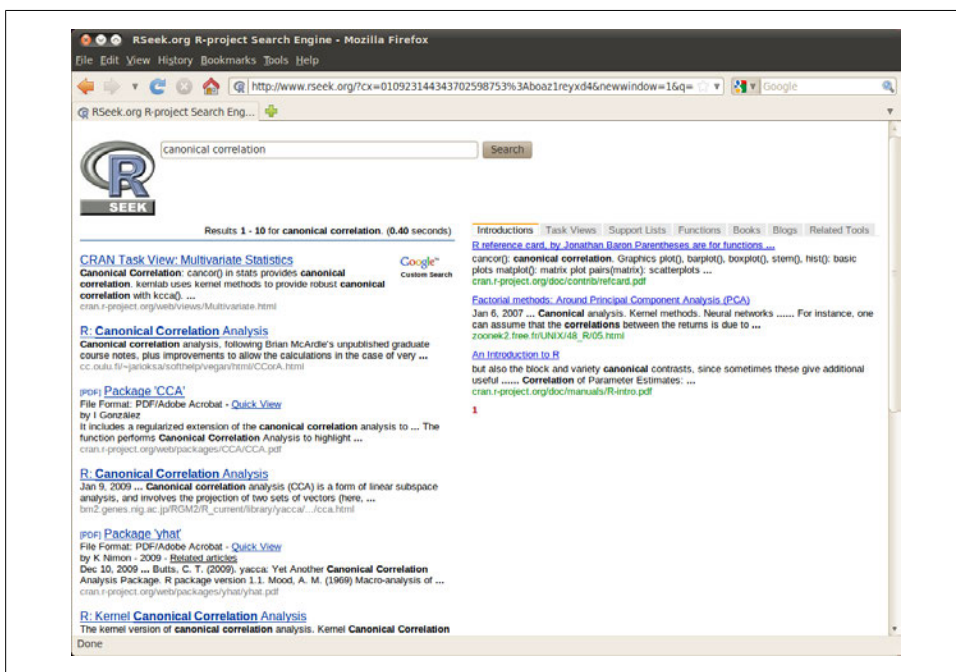 RSeek.org R-project Search Engine - Mozilla Firefox
File Edit View History Bookmarks Tools Help
http://www.rseek.org/?cx=010923144343702598753%3Aboaz1reyxd4&newwindow=1&q=
Google
RSeek.org R-project Search Eng...
canonical correlation
Search
R
SEEK
Results 1 - 10 for canonical correlation. (0.40 seconds)
CRAN Task View: Multivariate Statistics
Google™
Custom Search
Canonical Correlation: cancor() in stats provides canonical
correlation. kernlab uses kernel methods to provide robust canonical
correlation with kcca(). ...
cran.r-project.org/web/views/Multivariate.html
R: Canonical Correlation Analysis
Canonical correlation analysis, following Brian McArdle's unpublished graduate
course notes, plus improvements to allow the calculations in the case of very ...
cc.oulu.fi/~jarioksa/softhelp/vegan/html/CCorA.html
[PDF] Package 'CCA'
File Format: PDF/Adobe Acrobat - Quick View
by I González
It includes a regularized extension of the canonical correlation analysis to ... The
function performs Canonical Correlation Analysis to highlight ...
cran.r-project.org/web/packages/CCA/CCA.pdf
R: Canonical Correlation Analysis
Jan 9, 2009 ... Canonical correlation analysis (CCA) is a form of linear subspace
analysis, and involves the projection of two sets of vectors (here, ...
bm2.genes.nig.ac.jp/RGM2/R_current/library/yacca/.../cca.html
[PDF] Package 'yhat'
File Format: PDF/Adobe Acrobat - Quick View
by K Nimon - 2009 - Related articles
Dec 10, 2009 ... Butts, C. T. (2009). yacca: Yet Another Canonical Correlation
Analysis Package. R package version 1.1. Mood, A. M. (1969) Macro-analysis of ...
cran.r-project.org/web/packages/yhat/yhat.pdf
R: Kernel Canonical Correlation Analysis
The kernel version of canonical correlation analysis. Kernel Canonical Correlation
Introductions Task Views Support Lists Functions Books Blogs Related Tools
R reference card, by Jonathan Baron Parentheses are for functions ...
cancor(): canonical correlation. Graphics plot(), barplot(), boxplot(), stem(), hist(): basic
plots matplot(): matrix plot pairs(matrix): scatterplots ...
cran.r-project.org/doc/contrib/refcard.pdf
Factorial methods: Around Principal Component Analysis (PCA)
Jan 6, 2007 ... Canonical analysis. Kernel methods. Neural networks ...... For instance, one
can assume that the correlations between the returns is due to ...
zoonek2.free.fr/UNIX/48_R/05.html
An Introduction to R
but also the block and variety canonical contrasts, since sometimes these give additional
useful ...... Correlation of Parameter Estimates: ...
cran.r-project.org/doc/manuals/R-intro.pdf
1
Done